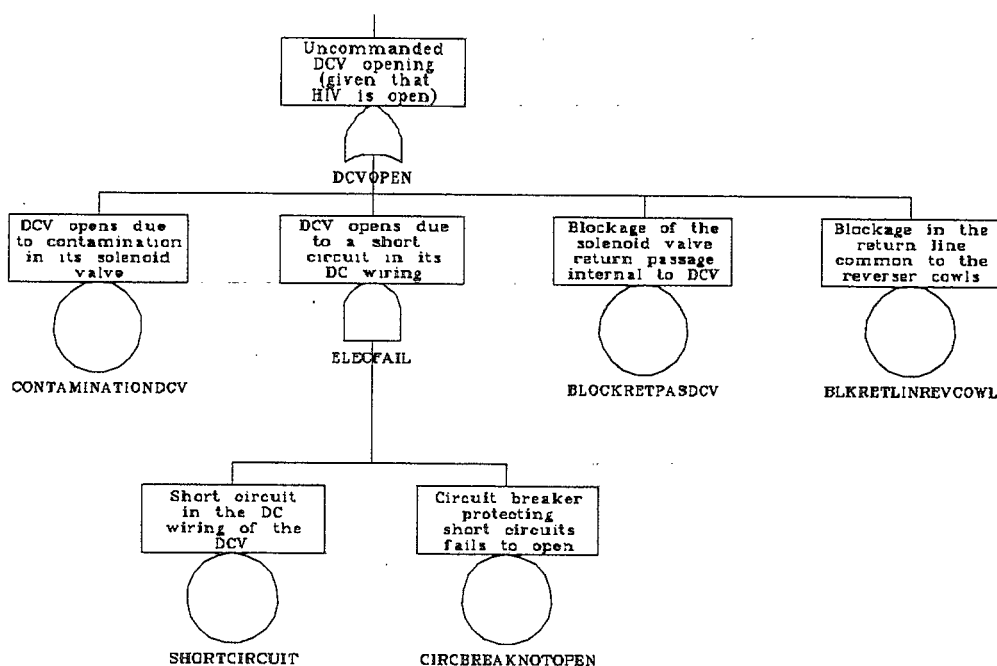 Uncommanded
DCV opening
(given that
HIV is open)
DCVOPEN
DCV opens due
to contamination
in its solenoid
valve
CONTAMINATIONDCV
DCV opens due
to a short
circuit in its
DC wiring
ELECFAIL
Blockage of the
solenoid valve
return passage
internal to DCV
BLOCKRETPASDCV
Blockage in the
return line
common to the
reverser cowls
BLKRETLINREVCOWL
Short circuit
in the DC
wiring of the
DCV
SHORTCIRCUIT
Circuit breaker
protecting
short circuits
fails to open
CIRCBREAKNOTOPEN